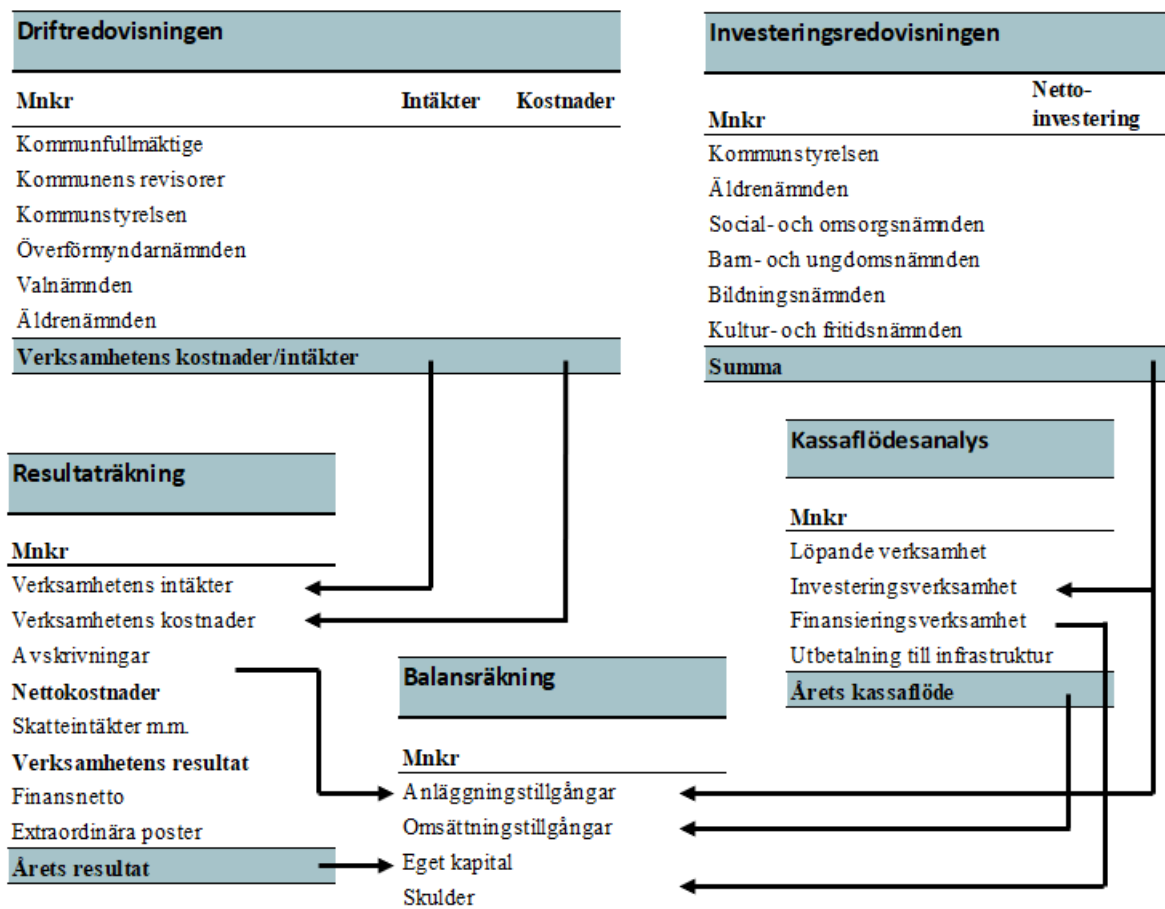 Driftredovisningen
Mnkr Intäkter Kostnader
Kommunfullmäktige
Kommunens revisorer
Kommunstyrelsen
Överförmyndarnämnden
Valnämnden
Äldrenämnden
Verksamhetens kostnader/intäkter
Investeringsredovisningen
Mnkr Netto-
investering
Kommunstyrelsen
Äldrenämnden
Social- och omsorgsnämnden
Barn- och ungdomsnämnden
Bildningsnämnden
Kultur- och fritidsnämnden
Summa
Resultaträkning
Mnkr
Verksamhetens intäkter
Verksamhetens kostnader
Avskrivningar
Nettokostnader
Skatteintäkter m.m.
Verksamhetens resultat
Finansnetto
Extraordinära poster
Årets resultat
Kassaflödesanalys
Mnkr
Löpande verksamhet
Investeringsverksamhet
Finansieringsverksamhet
Utbetalning till infrastruktur
Årets kassaflöde
Balansräkning
Mnkr
Anläggningstillgångar
Omsättningstillgångar
Eget kapital
Skulder